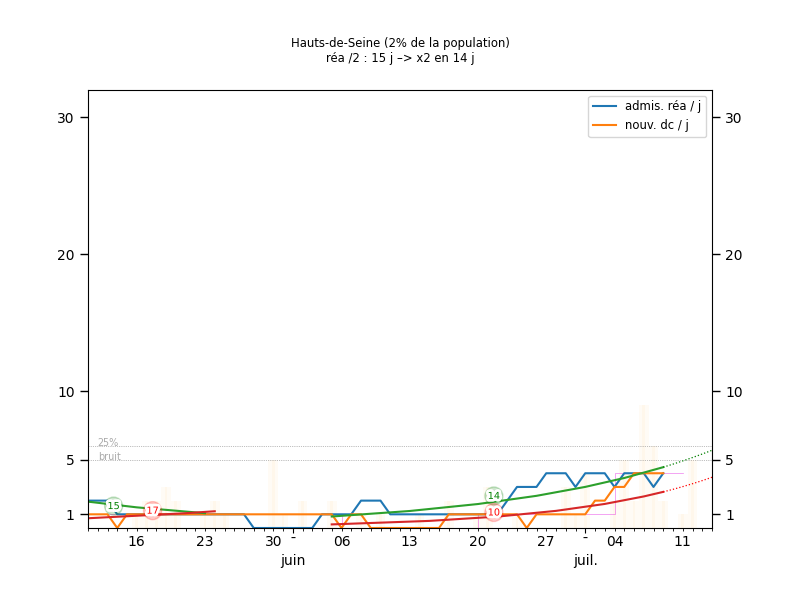 Hauts-de-Seine (2% de la population)
réa /2 : 15 j –> x2 en 14 j
admis. réa / j
nouv. dc / j
30 30
20 20
10 10
25%
5 bruit 5
14
15 17 10
1 1
16 23 30 - 06 13 20 27 - 04 11
juin juil.